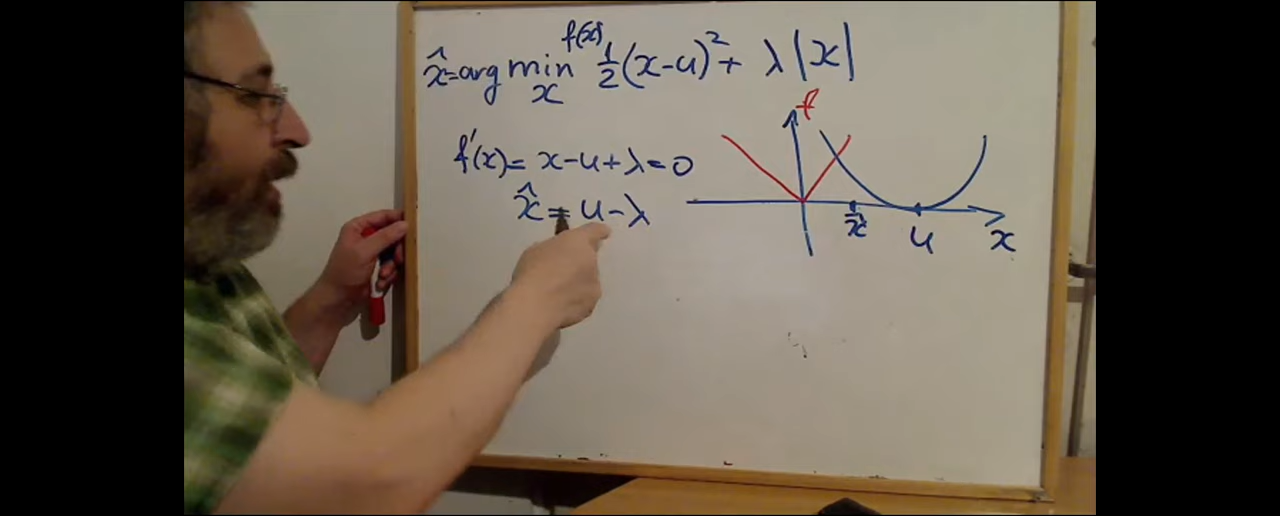 f(x)
x̂=arg min ½(x-u)²+ λ|x|
x
f'(x)= x-u+λ=0
x̂=u-λ
f
x̂
u
x